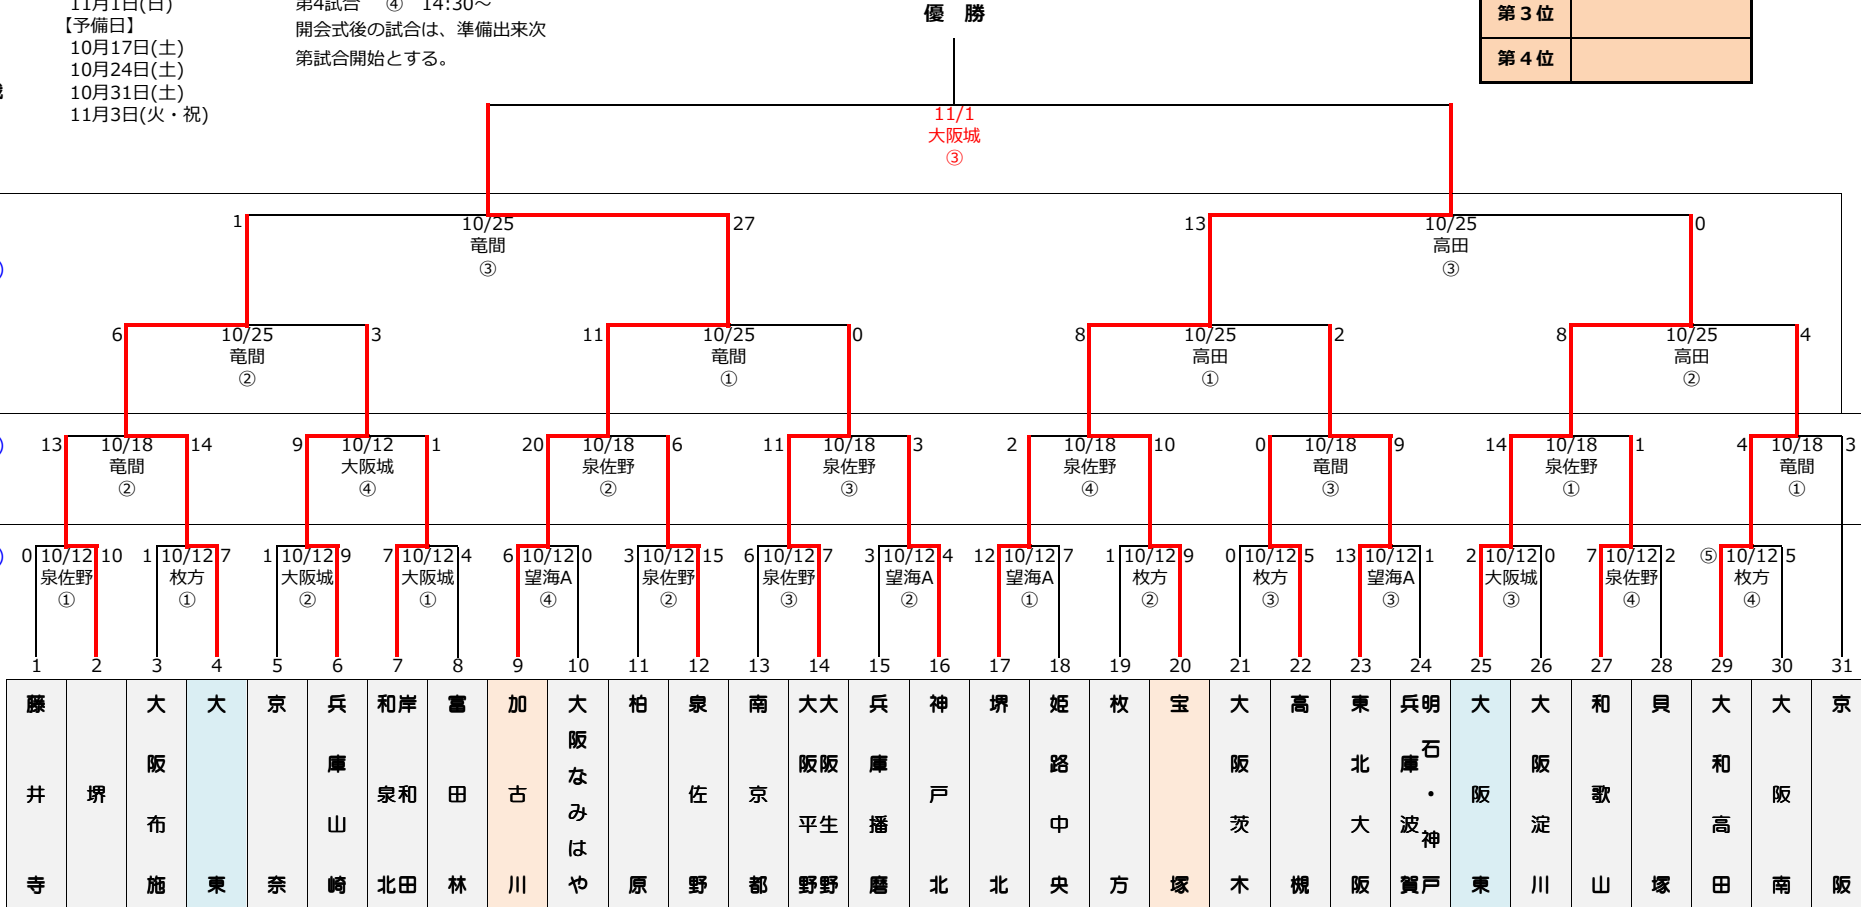 11月1日(日)
【予備日】
10月17日(土)
10月24日(土)
10月31日(土)
11月3日(火・祝)
第4試合 ④ 14:30～
開会式後の試合は、準備出来次
第試合開始とする。
優 勝
第３位
第４位
11/1
大阪城
③
1 10/25 27
竜間
③
13 10/25 0
高田
③
6 10/25 3
竜間
②
11 10/25 0
竜間
①
8 10/25 2
高田
①
8 10/25 4
高田
②
13 10/18 14
竜間
②
9 10/12 1
大阪城
④
20 10/18 6
泉佐野
②
11 10/18 3
泉佐野
③
2 10/18 10
泉佐野
④
0 10/18 9
竜間
③
14 10/18 1
泉佐野
①
4 10/18 3
竜間
①
0 10/12 10
泉佐野
①
1 10/12 7
枚方
①
1 10/12 9
大阪城
②
7 10/12 4
大阪城
①
6 10/12 0
望海A
④
3 10/12 15
泉佐野
②
6 10/12 7
泉佐野
③
3 10/12 4
望海A
②
12 10/12 7
望海A
①
1 10/12 9
枚方
②
0 10/12 5
枚方
③
13 10/12 1
望海A
③
2 10/12 0
大阪城
③
7 10/12 2
泉佐野
④
⑤ 10/12 5
枚方
④
1 2 3 4 5 6 7 8 9 10 11 12 13 14 15 16 17 18 19 20 21 22 23 24 25 26 27 28 29 30 31
藤井寺
堺
大阪布施
大東
京奈
兵庫山崎
岸和田
和泉北
富田林
加古川
大阪なみはや
柏原
泉佐野
南京都
大阪生野
大阪平野
兵庫播磨
神戸北
堺北
姫路中央
枚方
宝塚
大阪茨木
高槻
東北大阪
明石・神戸
兵庫波賀
大阪東
大阪淀川
和歌山
貝塚
大和高田
大阪南
京阪